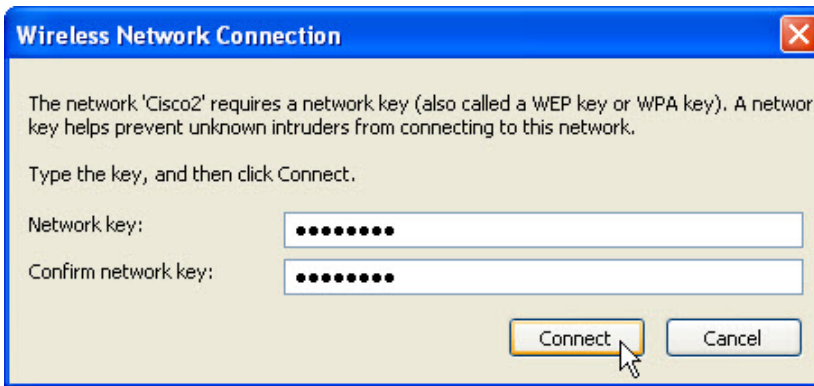 Wireless Network Connection
The network 'Cisco2' requires a network key (also called a WEP key or WPA key). A networ
key helps prevent unknown intruders from connecting to this network.
Type the key, and then click Connect.
Network key: ••••••••
Confirm network key: ••••••••
Connect Cancel